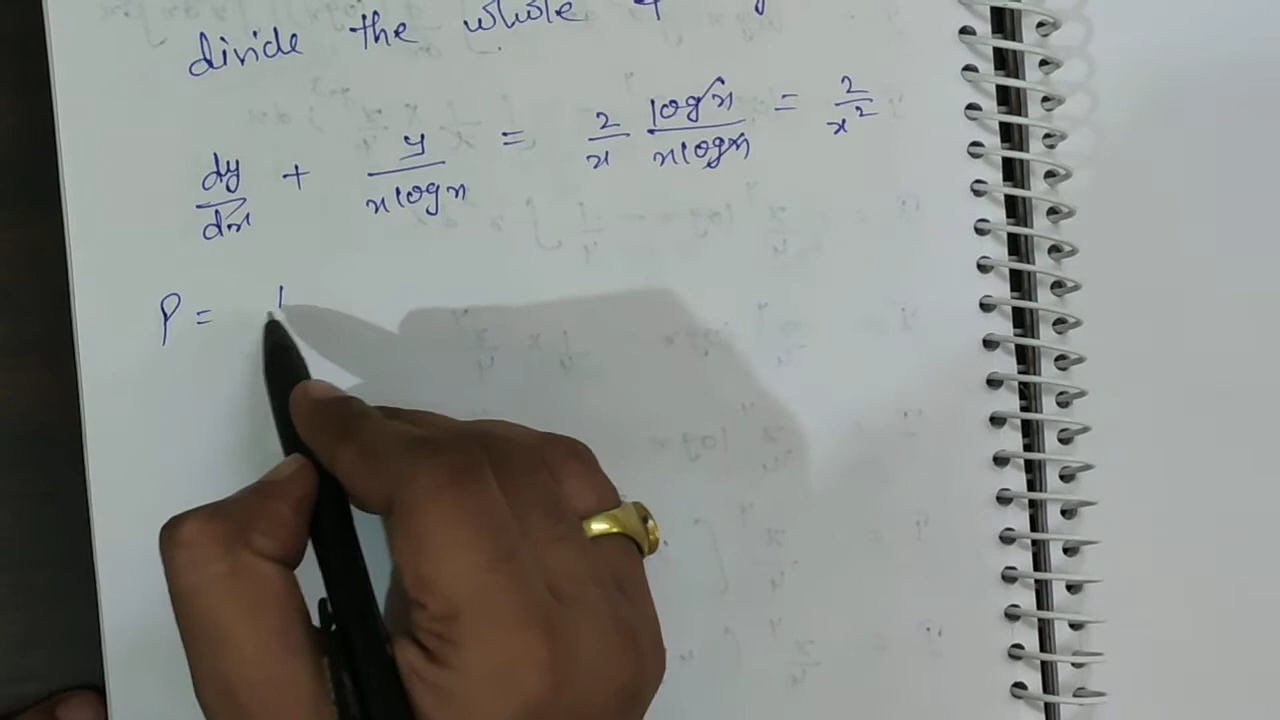 divide the whole
dy/dx + y/(x log x) = 2/x log x/(x log x) = 2/x²
P = 1